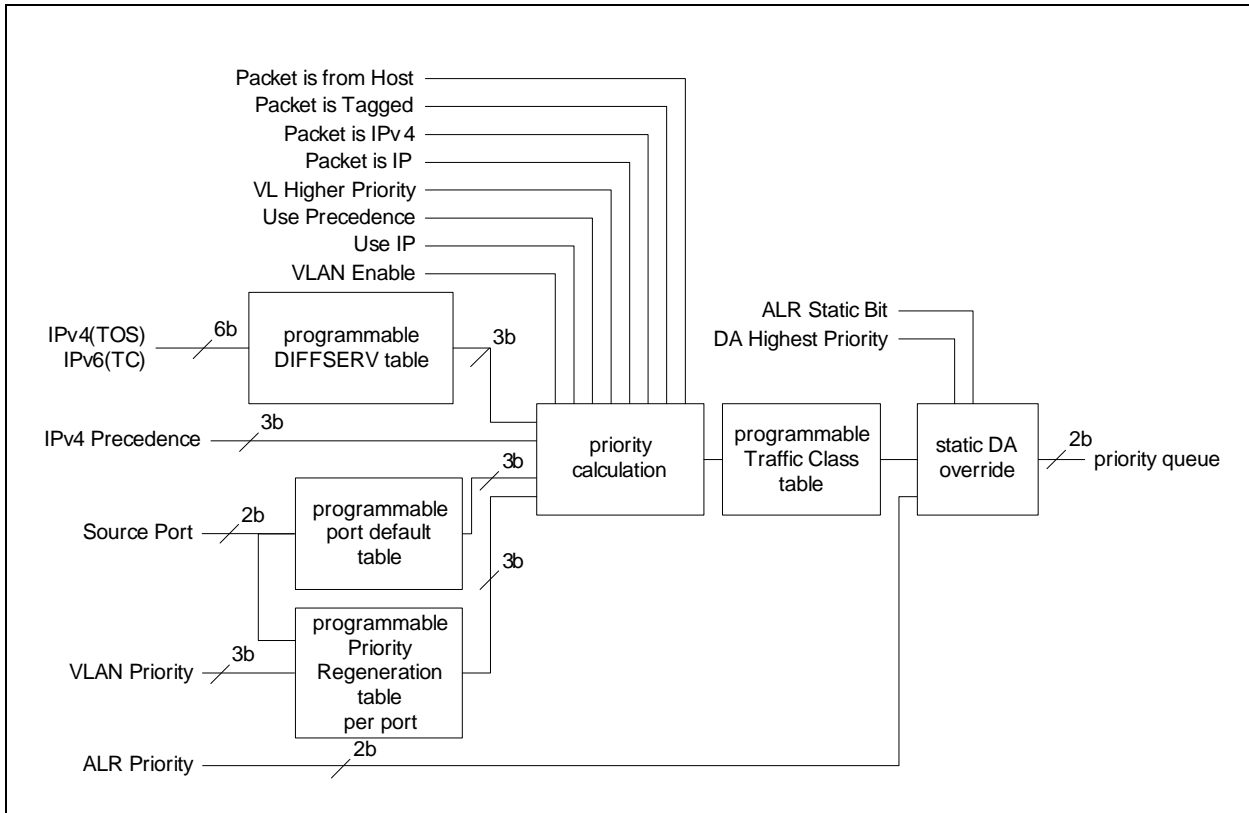 Packet is from Host
Packet is Tagged
Packet is IPv4
Packet is IP
VL Higher Priority
Use Precedence
Use IP
VLAN Enable
ALR Static Bit
DA Highest Priority
IPv4(TOS)
IPv6(TC)
6b
programmable
DIFFSERV table
3b
IPv4 Precedence
3b
priority
calculation
programmable
Traffic Class
table
static DA
override
2b
priority queue
3b
Source Port
2b
programmable
port default
table
3b
VLAN Priority
3b
programmable
Priority
Regeneration
table
per port
ALR Priority
2b